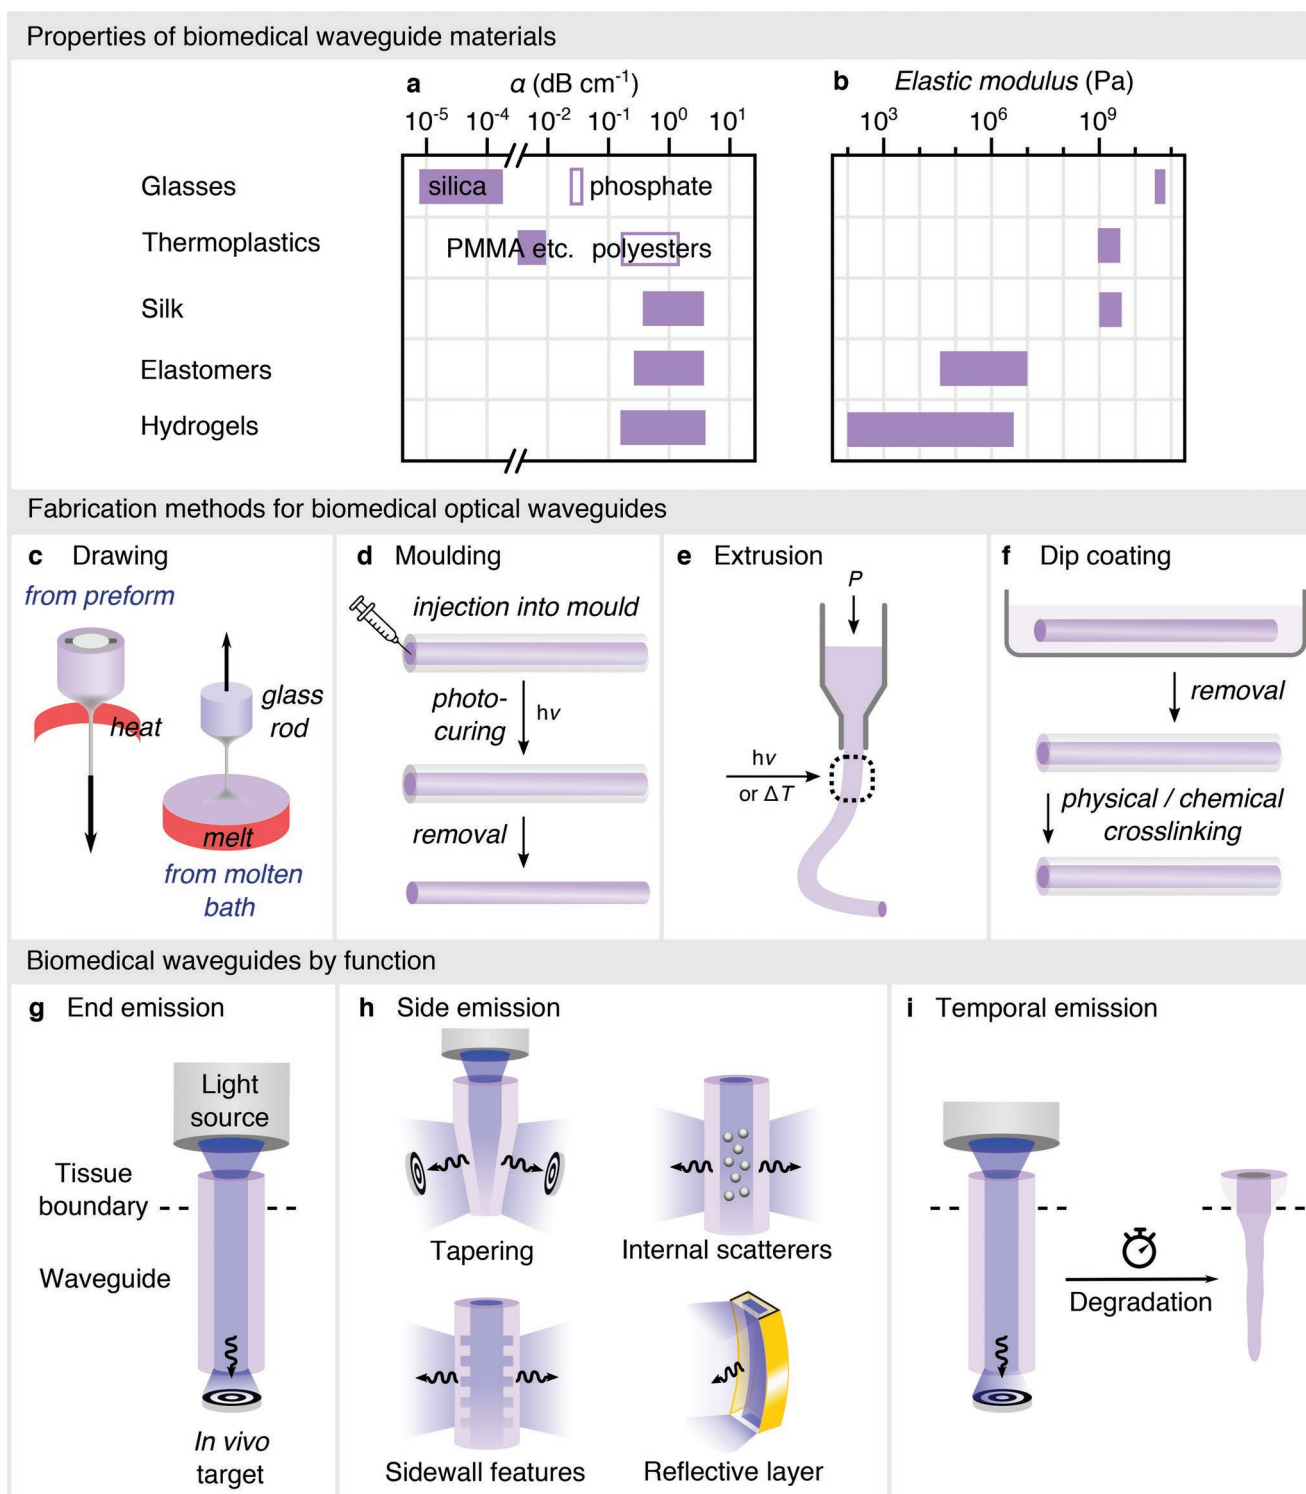 Properties of biomedical waveguide materials
a α (dB cm⁻¹)
10⁻⁵ 10⁻⁴ 10⁻² 10⁻¹ 10⁰ 10¹
b Elastic modulus (Pa)
10³ 10⁶ 10⁹
Glasses
silica
phosphate
Thermoplastics
PMMA etc.
polyesters
Silk
Elastomers
Hydrogels
Fabrication methods for biomedical optical waveguides
c Drawing
from preform
heat
glass
rod
melt
from molten
bath
d Moulding
injection into mould
photo-
curing
hν
removal
e Extrusion
P
hν
or ΔT
f Dip coating
removal
physical / chemical
crosslinking
Biomedical waveguides by function
g End emission
Light
source
Tissue
boundary
Waveguide
In vivo
target
h Side emission
Tapering
Internal scatterers
Sidewall features
Reflective layer
i Temporal emission
Degradation